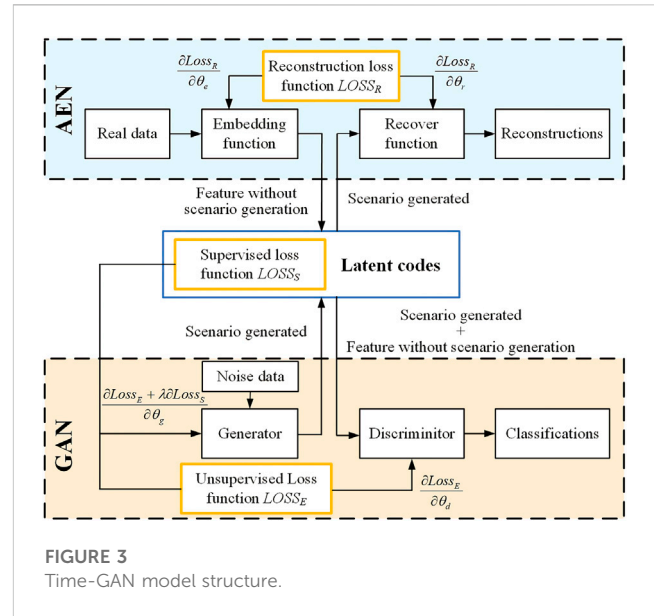 AEN
∂Loss_R / ∂θ_e
Reconstruction loss
function LOSS_R
∂Loss_R / ∂θ_r
Real data
Embedding
function
Recover
function
Reconstructions
Feature without
scenario generation
Scenario generated
Supervised loss
function LOSS_S
Latent codes
Scenario generated
Scenario generated
+
Feature without scenario generation
GAN
Noise data
∂Loss_E + λ∂Loss_S / ∂θ_g
Generator
Discriminitor
Classifications
Unsupervised Loss
function LOSS_E
∂Loss_E / ∂θ_d
FIGURE 3
Time-GAN model structure.